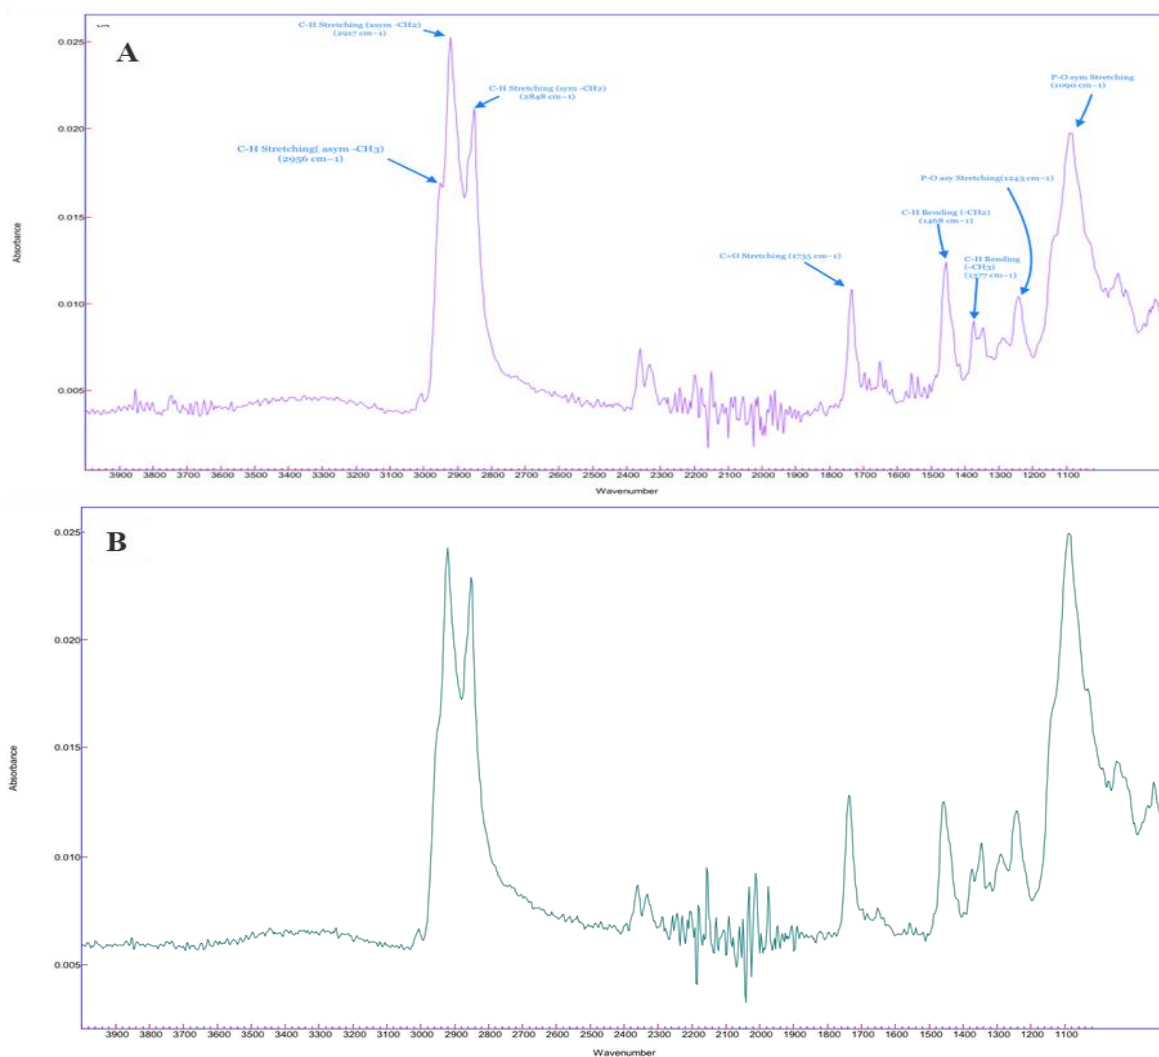 A
C-H Stretching (asym -CH2)
(2917 cm−1)
C-H Stretching (sym -CH2)
(2848 cm−1)
C-H Stretching( asym -CH3)
(2956 cm−1)
P-O sym Stretching
(1090 cm−1)
P-O asy Stretching(1243 cm−1)
C-H Bending (-CH2)
(1468 cm−1)
C-H Bending
(-CH3)
(1377 cm−1)
C=O Stretching (1735 cm−1)
0.025
0.020
0.015
0.010
0.005
Absorbance
3900 3800 3700 3600 3500 3400 3300 3200 3100 3000 2900 2800 2700 2600 2500 2400 2300 2200 2100 2000 1900 1800 1700 1600 1500 1400 1300 1200 1100
Wavenumber
B
0.025
0.020
0.015
0.010
0.005
Absorbance
3900 3800 3700 3600 3500 3400 3300 3200 3100 3000 2900 2800 2700 2600 2500 2400 2300 2200 2100 2000 1900 1800 1700 1600 1500 1400 1300 1200 1100
Wavenumber